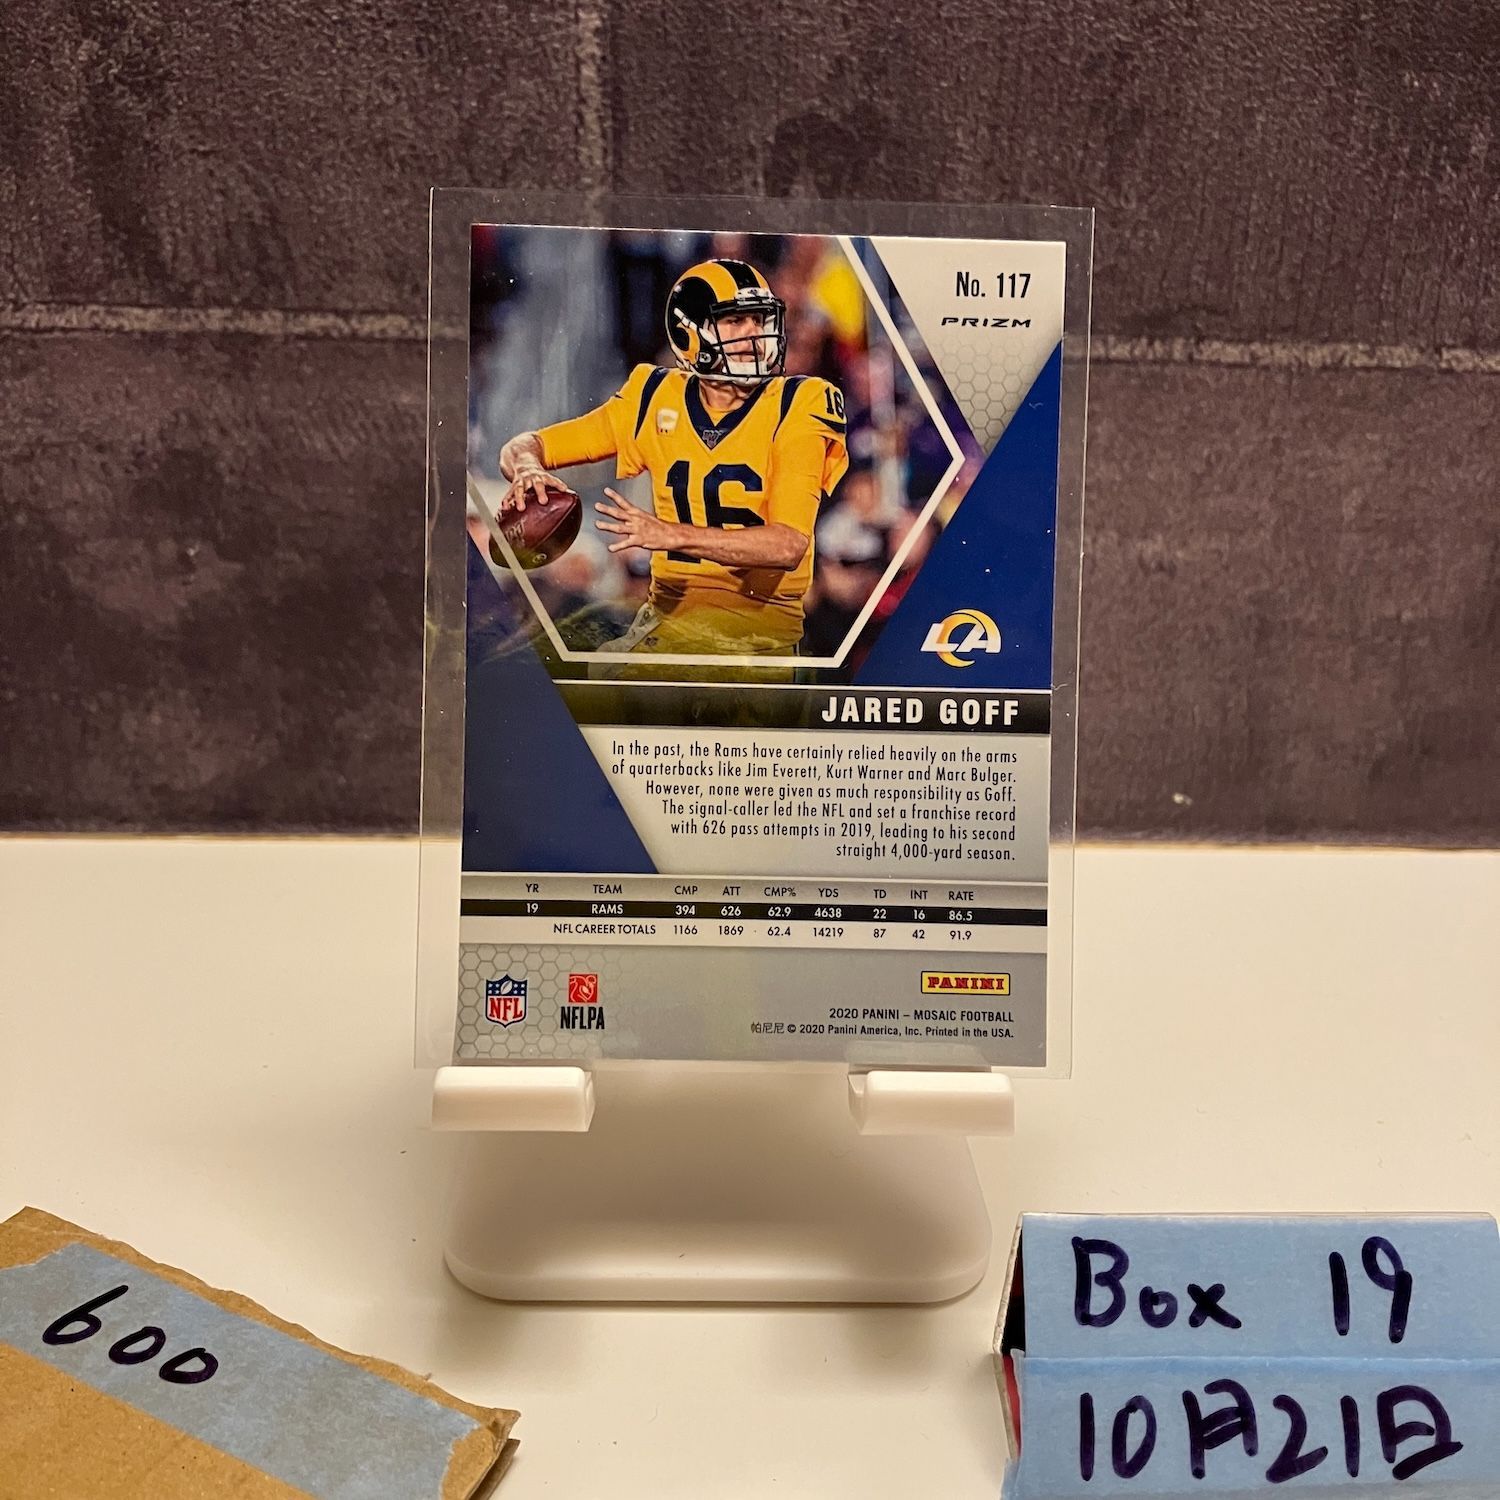 No. 117
PRIZM
16
16
LA
JARED GOFF
In the past, the Rams have certainly relied heavily on the arms
of quarterbacks like Jim Everett, Kurt Warner and Marc Bulger.
However, none were given as much responsibility as Goff.
The signal-caller led the NFL and set a franchise record
with 626 pass attempts in 2019, leading to his second
straight 4,000-yard season.
YR TEAM CMP ATT CMP% YDS TD INT RATE
19 RAMS 394 626 62.9 4638 22 16 86.5
NFL CAREER TOTALS 1166 1869 62.4 14219 87 42 91.9
NFL
NFLPA
PANINI
2020 PANINI – MOSAIC FOOTBALL
帕尼尼 © 2020 Panini America, Inc. Printed in the USA.
600
Box 19
10月21日